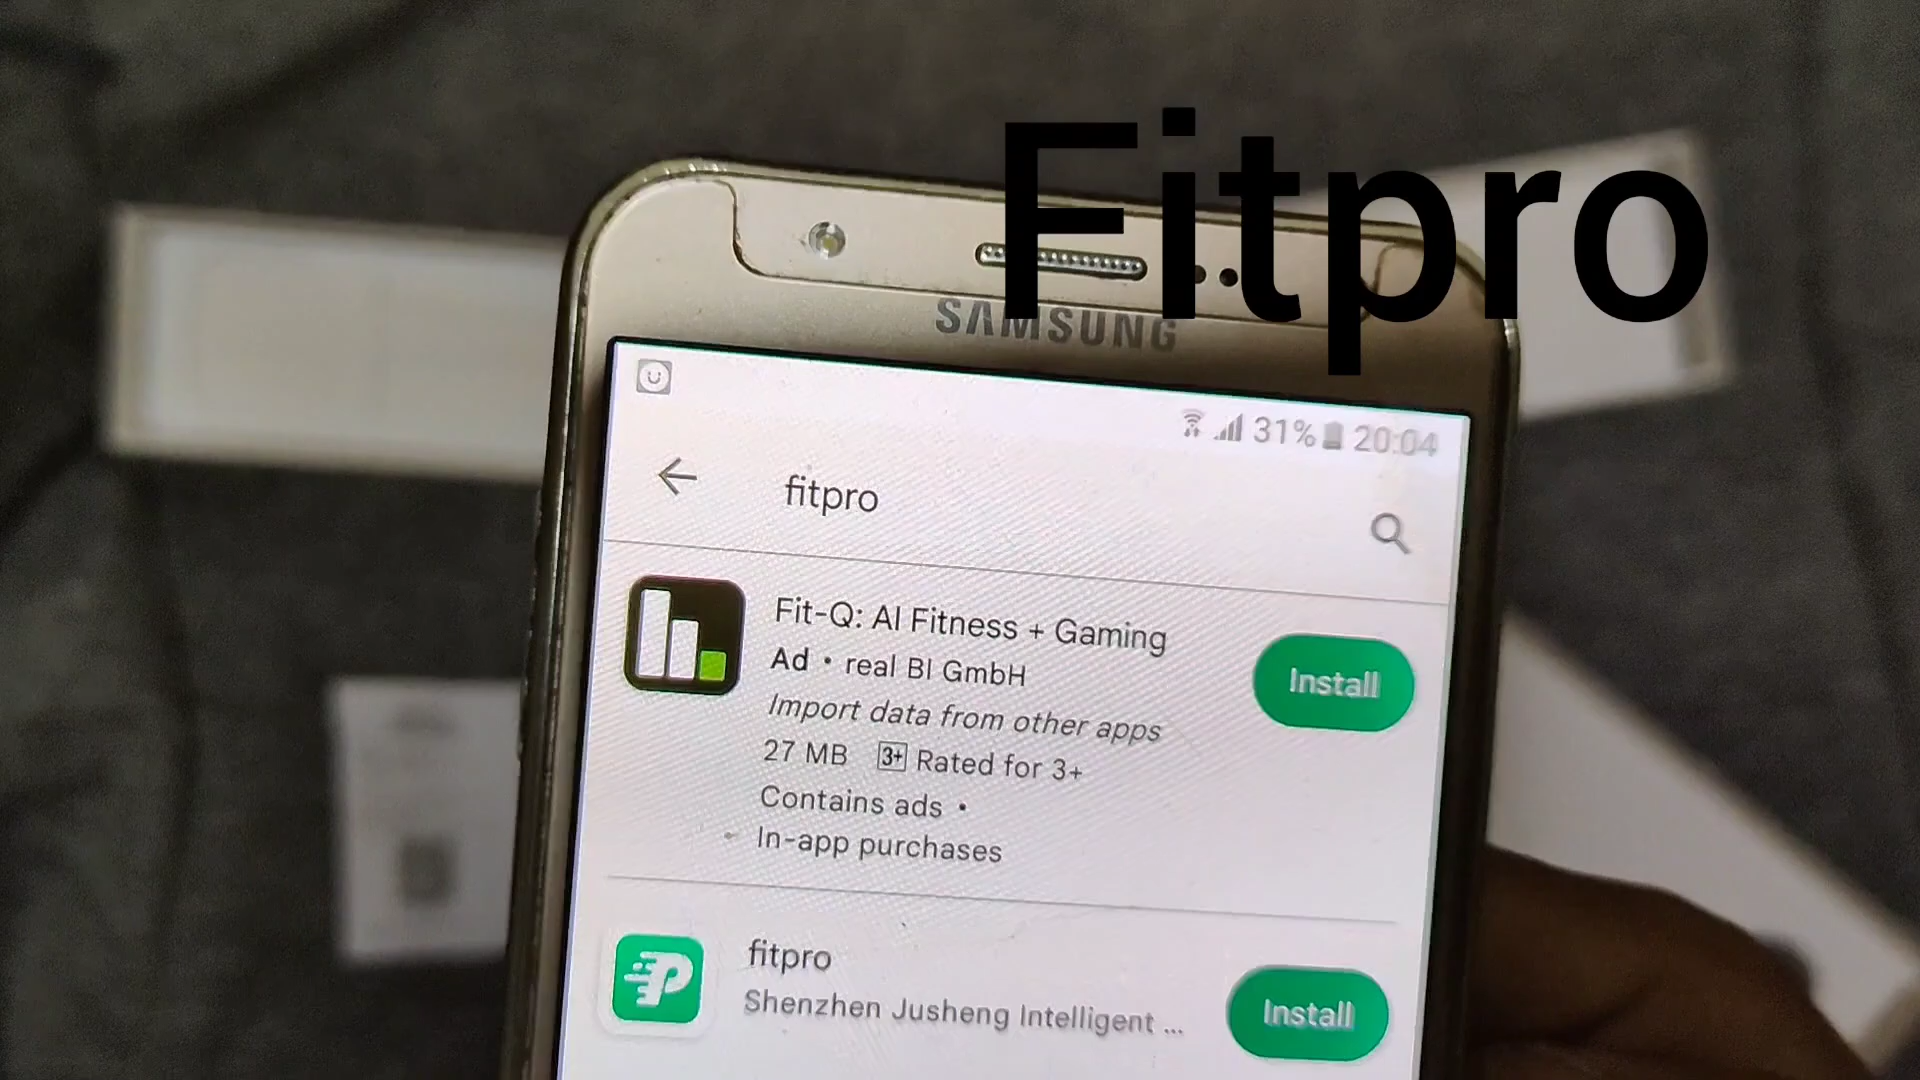 Fitpro
SAMSUNG
31% 20:04
fitpro
Fit-Q: AI Fitness + Gaming
Ad • real BI GmbH
Import data from other apps
27 MB 3+ Rated for 3+
Contains ads •
In-app purchases
Install
fitpro
Shenzhen Jusheng Intelligent ...
Install